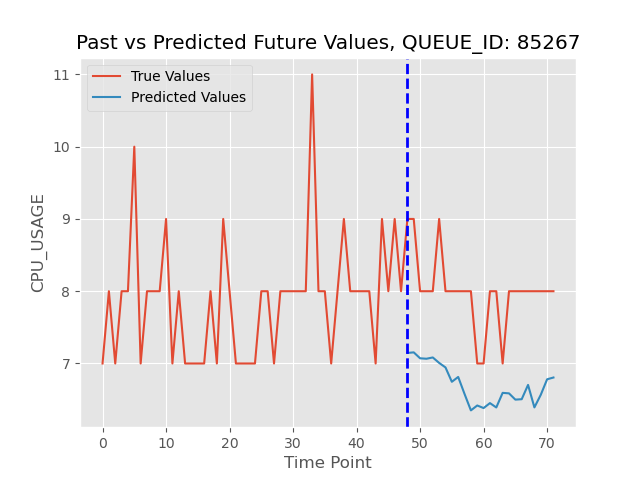 Past vs Predicted Future Values, QUEUE_ID: 85267
True Values
Predicted Values
11
10
9
8
7
CPU_USAGE
0 10 20 30 40 50 60 70
Time Point